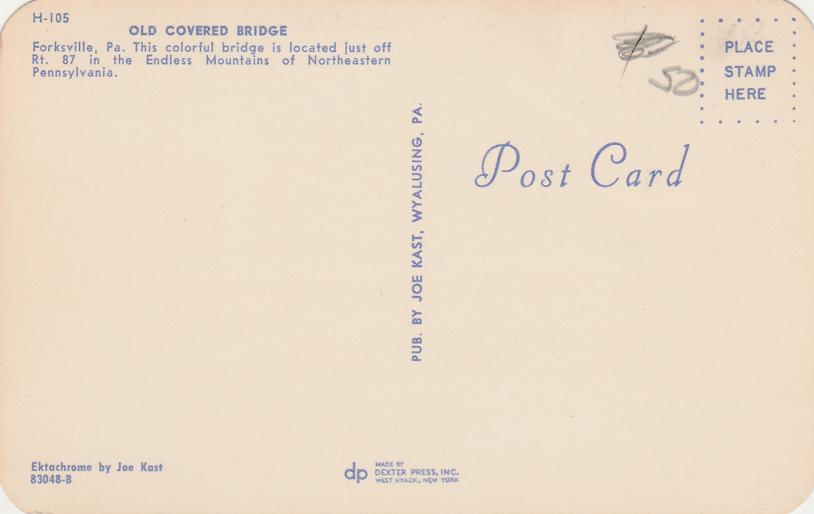 H-105
OLD COVERED BRIDGE
Forksville, Pa. This colorful bridge is located just off
Rt. 87 in the Endless Mountains of Northeastern
Pennsylvania.
50
PLACE
STAMP
HERE
Post Card
PUB. BY JOE KAST, WYALUSING, PA.
Ektachrome by Joe Kast
83048-B
dp
MADE BY
DEXTER PRESS, INC.
WEST NYACK, NEW YORK